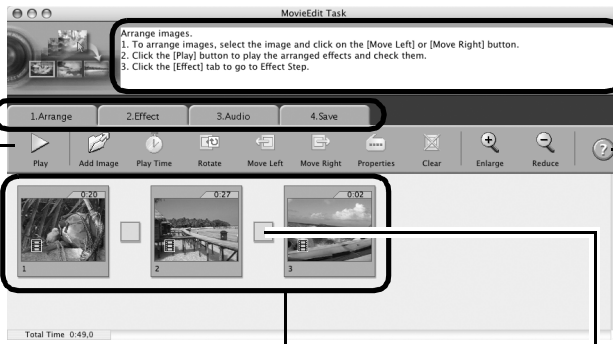 MovieEdit Task
Arrange images.
1. To arrange images, select the image and click on the [Move Left] or [Move Right] button.
2. Click the [Play] button to play the arranged effects and check them.
3. Click the [Effect] tab to go to Effect Step.
1.Arrange 2.Effect 3.Audio 4.Save
Play Add Image Play Time Rotate Move Left Move Right Properties Clear Enlarge Reduce ?
0:20 0:27 0:02
1 2 3
Total Time 0:49,0